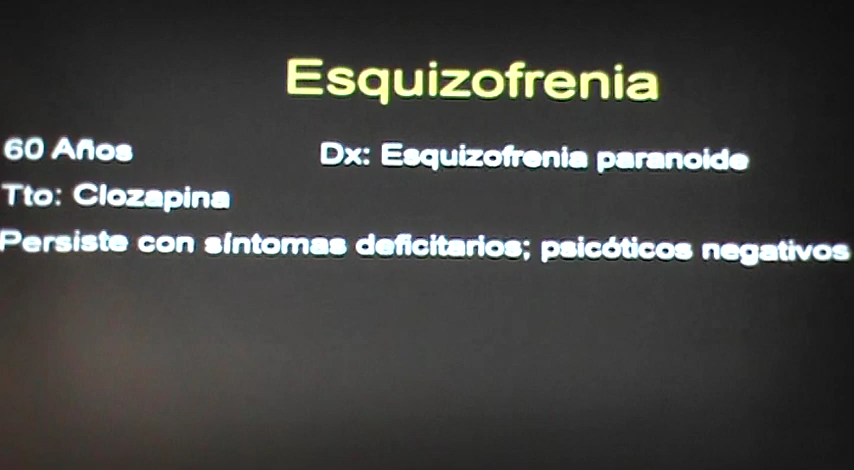 Esquizofrenia
60 Años Dx: Esquizofrenia paranoide
Tto: Clozapina
Persiste con síntomas deficitarios; psicóticos negativos